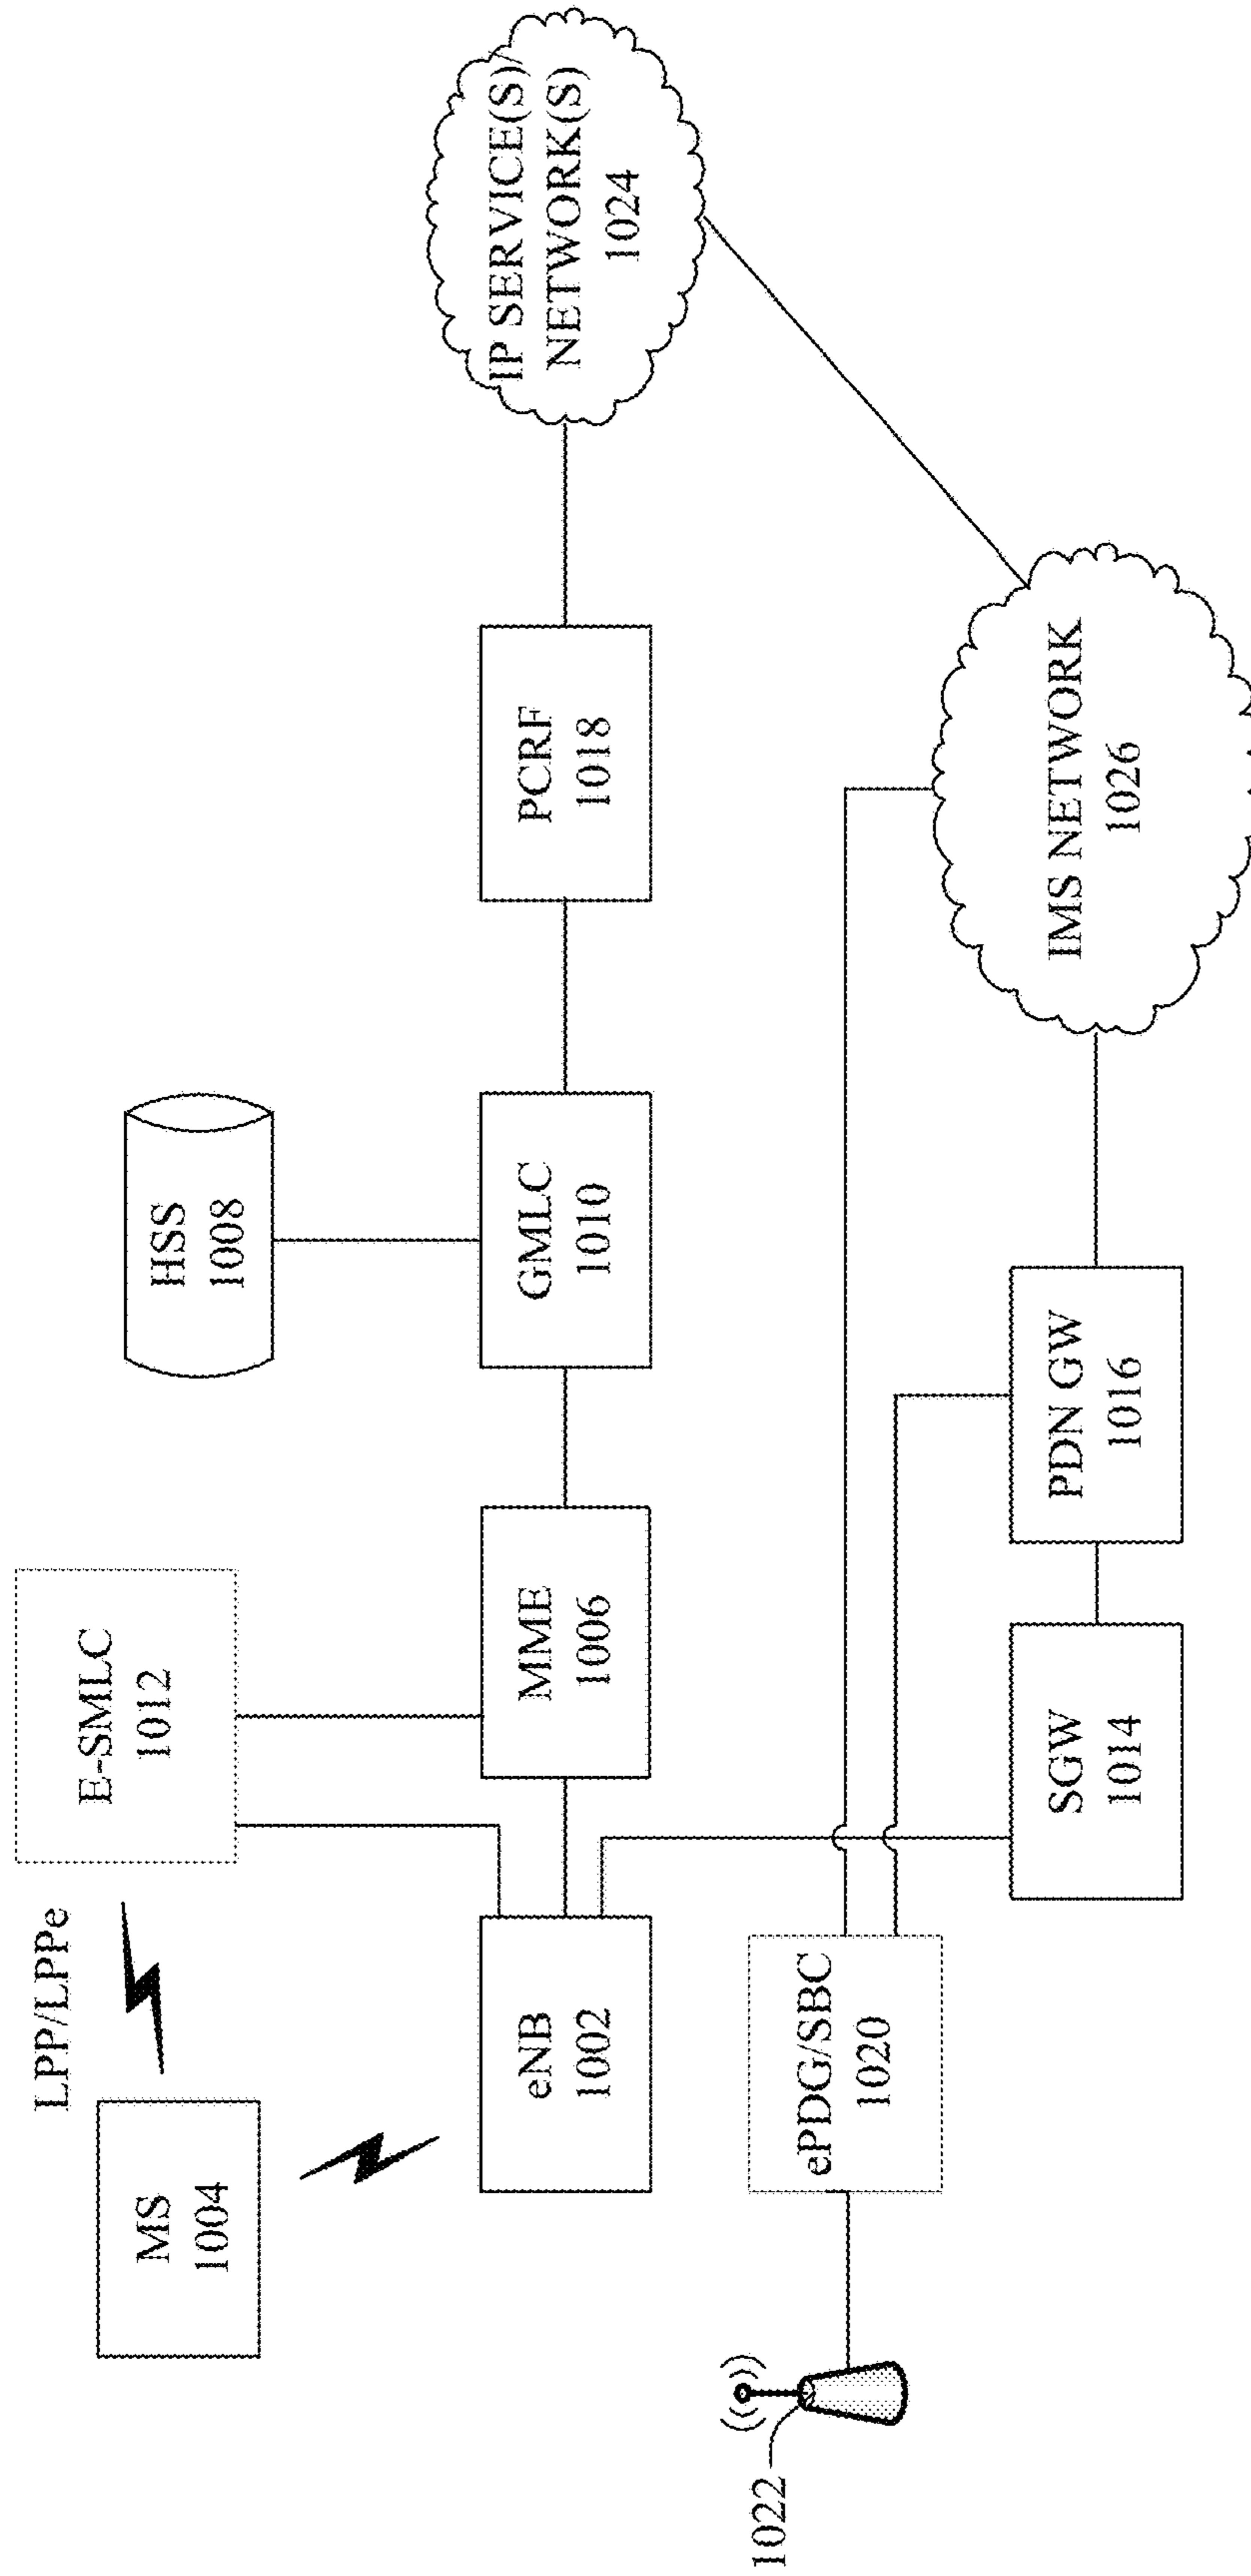 LPP/LPPe
MS
1004
E-SMLC
1012
HSS
1008
eNB
1002
MME
1006
GMLC
1010
PCRF
1018
IP SERVICE(S)/
NETWORK(S)
1024
1022
ePDG/SBC
1020
SGW
1014
PDN GW
1016
IMS NETWORK
1026